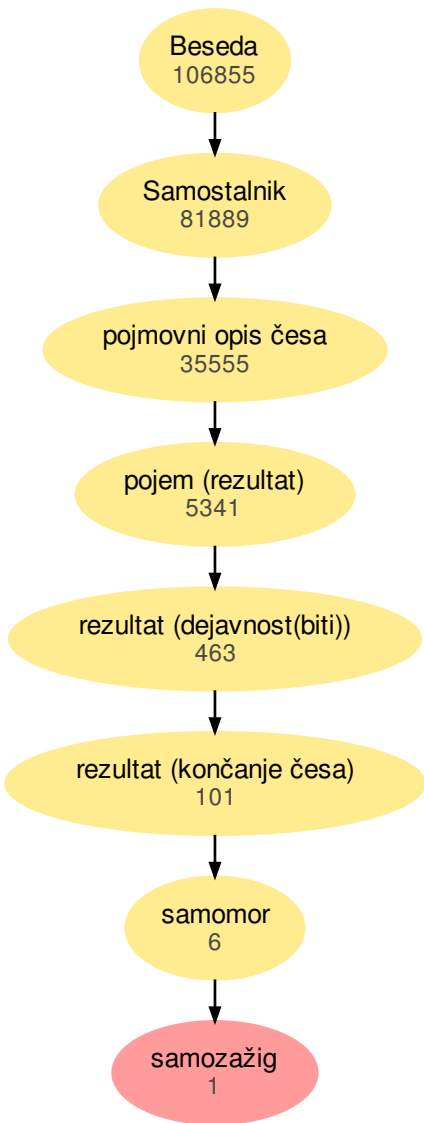 Beseda
106855
Samostalnik
81889
pojmovni opis česa
35555
pojem (rezultat)
5341
rezultat (dejavnost(biti))
463
rezultat (končanje česa)
101
samomor
6
samozažig
1